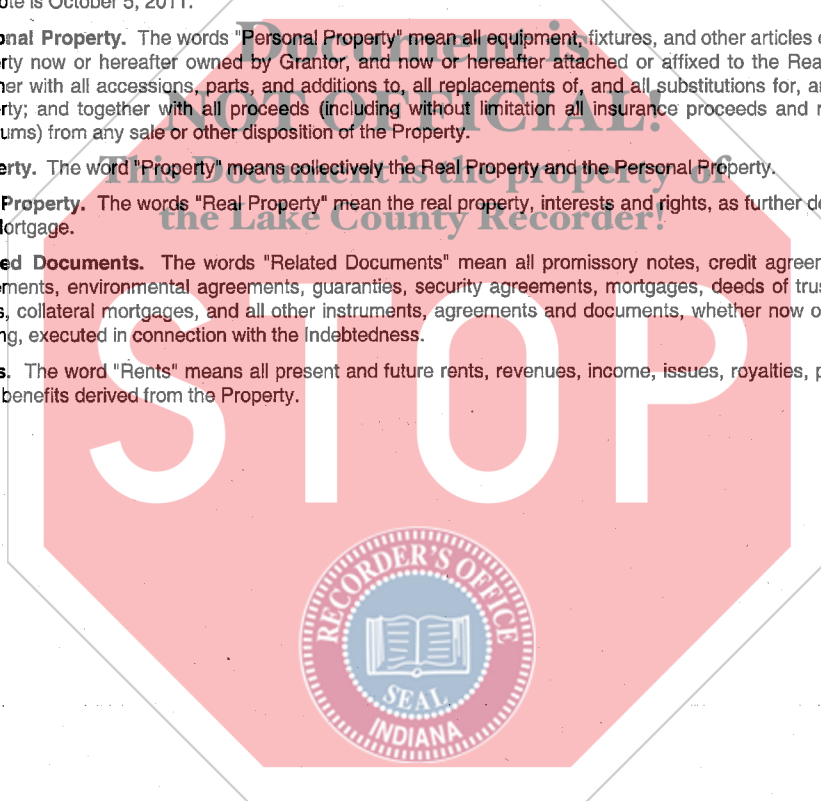 ote is October 5, 2011.
onal Property. The words "Personal Property" mean all equipment, fixtures, and other articles
rty now or hereafter owned by Grantor, and now or hereafter attached or affixed to the Rea
her with all accessions, parts, and additions to, all replacements of, and all substitutions for, a
rty; and together with all proceeds (including without limitation all insurance proceeds and r
ums) from any sale or other disposition of the Property.
erty. The word "Property" means collectively the Real Property and the Personal Property.
Property. The words "Real Property" mean the real property, interests and rights, as further de
Mortgage.
ed Documents. The words "Related Documents" mean all promissory notes, credit agreem
ments, environmental agreements, guaranties, security agreements, mortgages, deeds of trus
s, collateral mortgages, and all other instruments, agreements and documents, whether now o
ng, executed in connection with the Indebtedness.
s. The word "Rents" means all present and future rents, revenues, income, issues, royalties, p
benefits derived from the Property.
Document is
NOT OFFICIAL!
This Document is the property of
the Lake County Recorder!
STOP
RECORDER'S OFFICE
SEAL
INDIANA